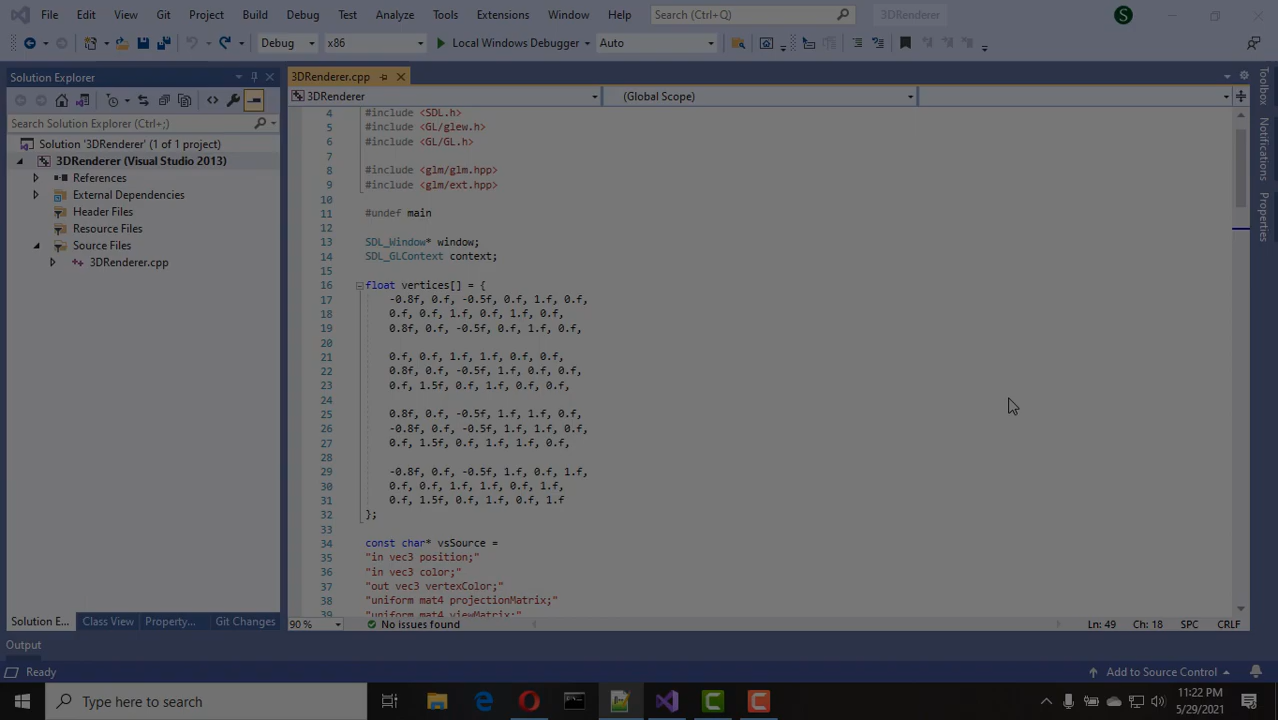 File Edit View Git Project Build Debug Test Analyze Tools Extensions Window Help Search (Ctrl+Q) 3DRenderer S
Debug x86 Local Windows Debugger Auto
Solution Explorer
Search Solution Explorer (Ctrl+;)
Solution '3DRenderer' (1 of 1 project)
3DRenderer (Visual Studio 2013)
References
External Dependencies
Header Files
Resource Files
Source Files
3DRenderer.cpp
Solution E... Class View Property... Git Changes
3DRenderer.cpp
3DRenderer (Global Scope)
4 #include <SDL.h>
5 #include <GL/glew.h>
6 #include <GL/GL.h>
7
8 #include <glm/glm.hpp>
9 #include <glm/ext.hpp>
10
11 #undef main
12
13 SDL_Window* window;
14 SDL_GLContext context;
15
16 float vertices[] = {
17 -0.8f, 0.f, -0.5f, 0.f, 1.f, 0.f,
18 0.f, 0.f, 1.f, 0.f, 1.f, 0.f,
19 0.8f, 0.f, -0.5f, 0.f, 1.f, 0.f,
20
21 0.f, 0.f, 1.f, 1.f, 0.f, 0.f,
22 0.8f, 0.f, -0.5f, 1.f, 0.f, 0.f,
23 0.f, 1.5f, 0.f, 1.f, 0.f, 0.f,
24
25 0.8f, 0.f, -0.5f, 1.f, 1.f, 0.f,
26 -0.8f, 0.f, -0.5f, 1.f, 1.f, 0.f,
27 0.f, 1.5f, 0.f, 1.f, 1.f, 0.f,
28
29 -0.8f, 0.f, -0.5f, 1.f, 0.f, 1.f,
30 0.f, 0.f, 1.f, 1.f, 0.f, 1.f,
31 0.f, 1.5f, 0.f, 1.f, 0.f, 1.f
32 };
33
34 const char* vsSource =
35 "in vec3 position;"
36 "in vec3 color;"
37 "out vec3 vertexColor;"
38 "uniform mat4 projectionMatrix;"
39 "uniform mat4 viewMatrix;"
90 % No issues found Ln: 49 Ch: 18 SPC CRLF
Toolbox
Notifications
Properties
Output
Ready Add to Source Control
Type here to search
11:22 PM
5/29/2021